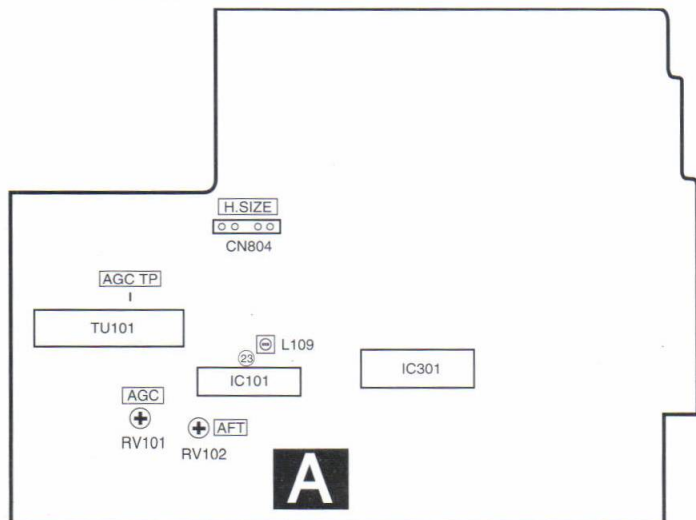 H.SIZE
CN804
AGC TP
TU101
L109
23
IC101
IC301
AGC
RV101
AFT
RV102
A